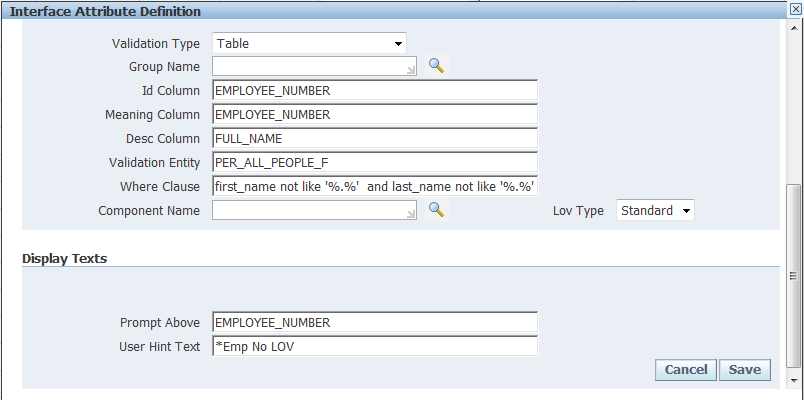 Interface Attribute Definition
Validation Type Table
Group Name
Id Column EMPLOYEE_NUMBER
Meaning Column EMPLOYEE_NUMBER
Desc Column FULL_NAME
Validation Entity PER_ALL_PEOPLE_F
Where Clause first_name not like '%.%' and last_name not like '%.%'
Component Name Lov Type Standard
Display Texts
Prompt Above EMPLOYEE_NUMBER
User Hint Text *Emp No LOV
Cancel Save